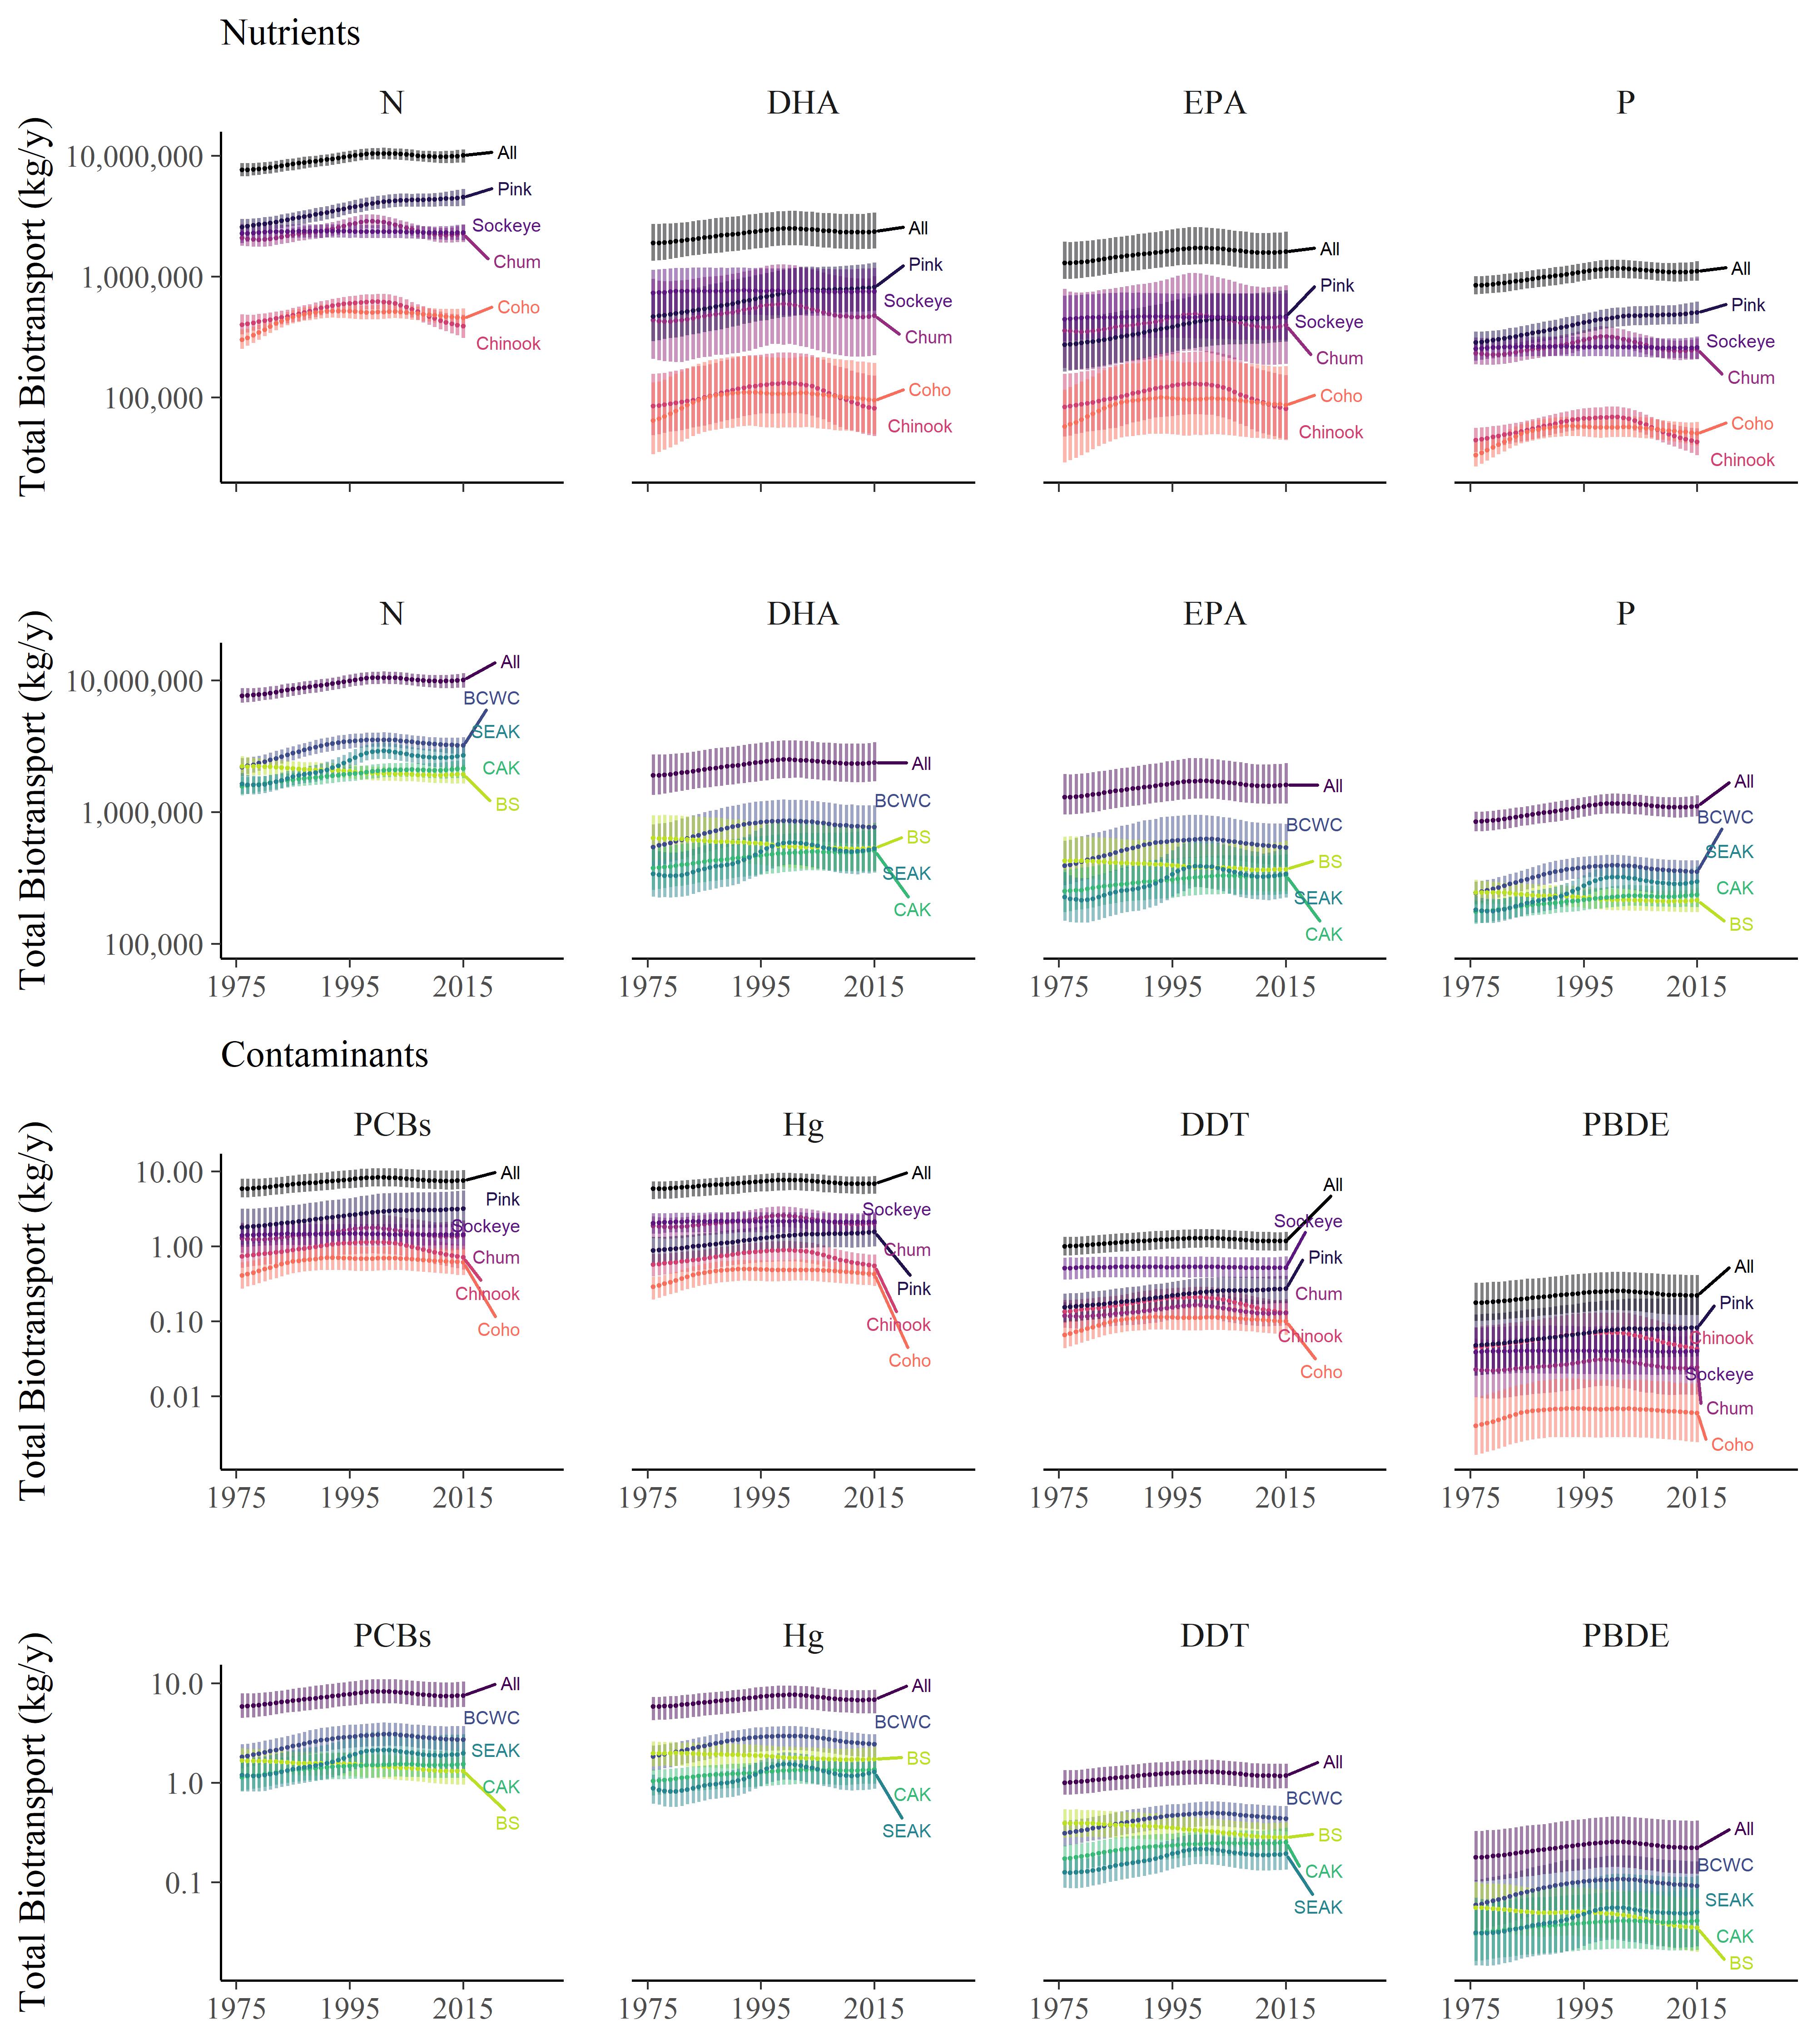 Nutrients
N DHA EPA P
Total Biotransport (kg/y)
10,000,000
1,000,000
100,000
All
Pink
Sockeye
Chum
Coho
Chinook
All
Pink
Sockeye
Chum
Coho
Chinook
All
Pink
Sockeye
Chum
Coho
Chinook
All
Pink
Sockeye
Chum
Coho
Chinook
N DHA EPA P
Total Biotransport (kg/y)
10,000,000
1,000,000
100,000
All
BCWC
SEAK
CAK
BS
All
BCWC
BS
SEAK
CAK
All
BCWC
BS
SEAK
CAK
All
BCWC
SEAK
CAK
BS
1975 1995 2015 1975 1995 2015 1975 1995 2015 1975 1995 2015
Contaminants
PCBs Hg DDT PBDE
Total Biotransport (kg/y)
10.00
1.00
0.10
0.01
All
Pink
Sockeye
Chum
Chinook
Coho
All
Sockeye
Chum
Pink
Chinook
Coho
All
Sockeye
Pink
Chum
Chinook
Coho
All
Pink
Chinook
Sockeye
Chum
Coho
1975 1995 2015 1975 1995 2015 1975 1995 2015 1975 1995 2015
PCBs Hg DDT PBDE
Total Biotransport (kg/y)
10.0
1.0
0.1
All
BCWC
SEAK
CAK
BS
All
BCWC
BS
CAK
SEAK
All
BCWC
BS
CAK
SEAK
All
BCWC
SEAK
CAK
BS
1975 1995 2015 1975 1995 2015 1975 1995 2015 1975 1995 2015